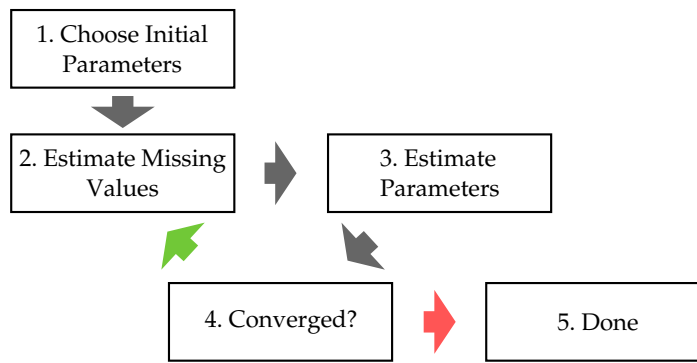 1. Choose Initial
Parameters
2. Estimate Missing
Values
3. Estimate
Parameters
4. Converged?
5. Done